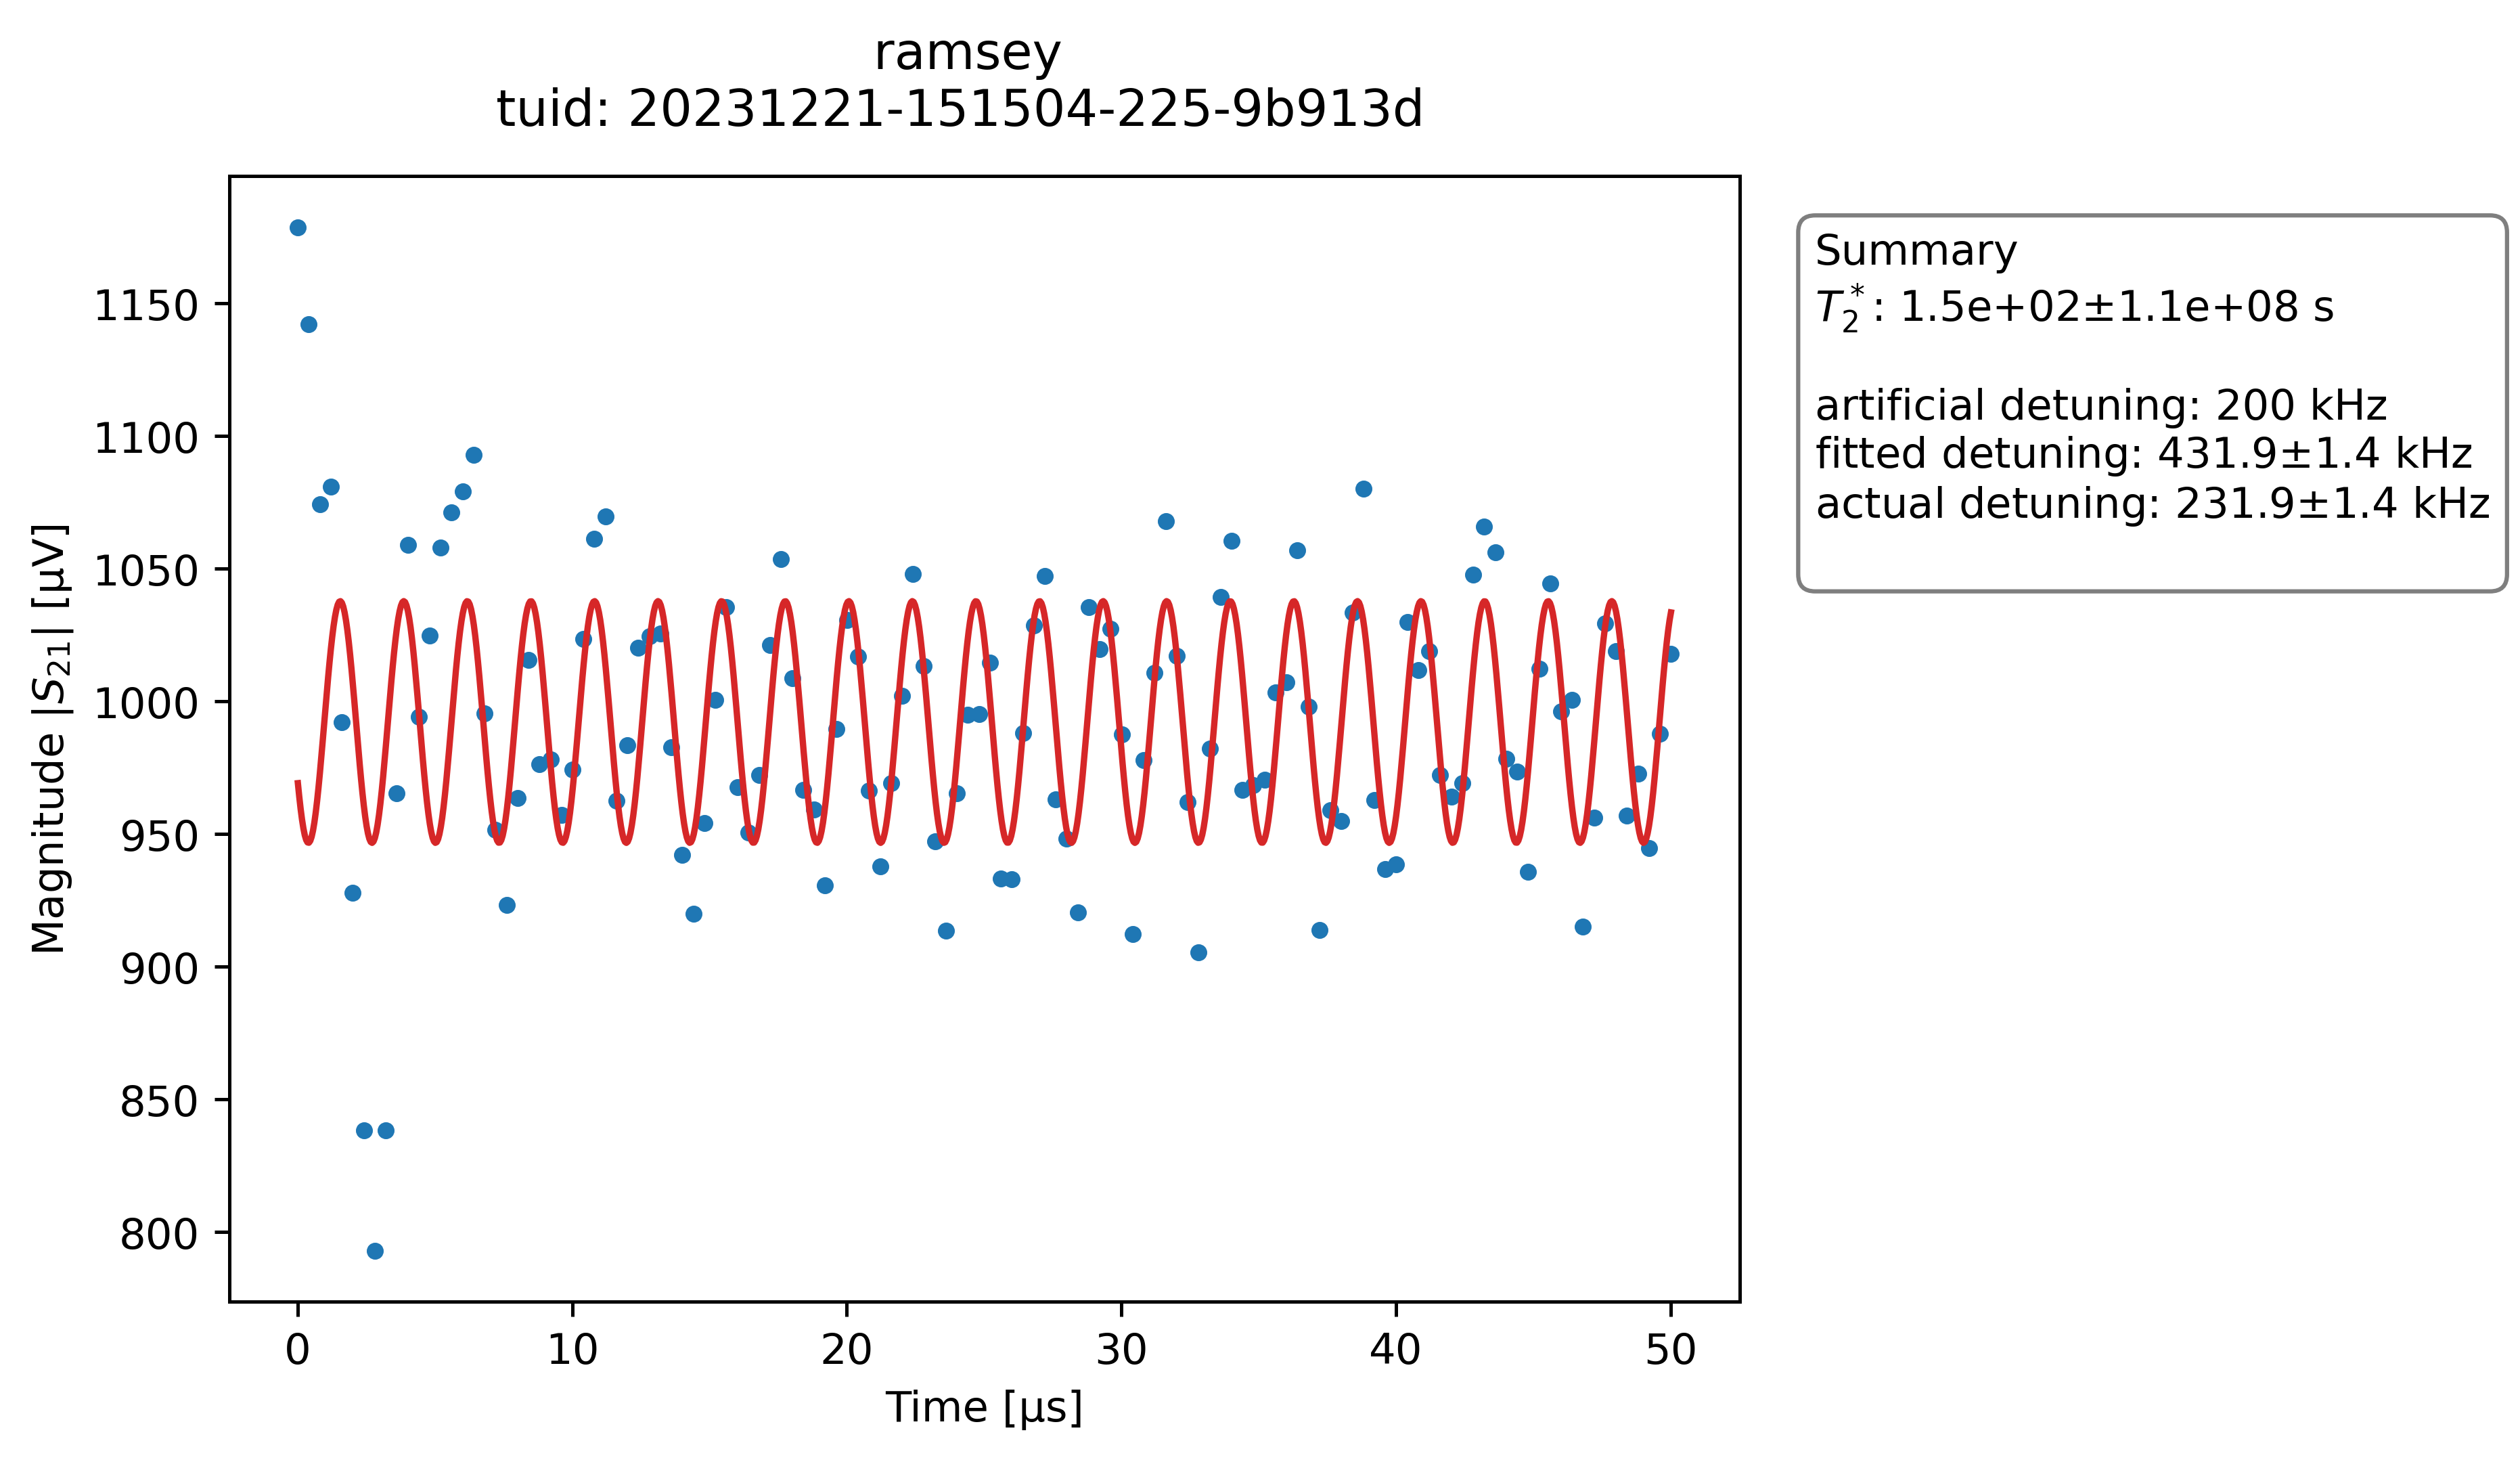 ramsey
tuid: 20231221-151504-225-9b913d
Magnitude |S21| [µV]
1150
1100
1050
1000
950
900
850
800
0 10 20 30 40 50
Time [µs]
Summary
T2*: 1.5e+02±1.1e+08 s
artificial detuning: 200 kHz
fitted detuning: 431.9±1.4 kHz
actual detuning: 231.9±1.4 kHz